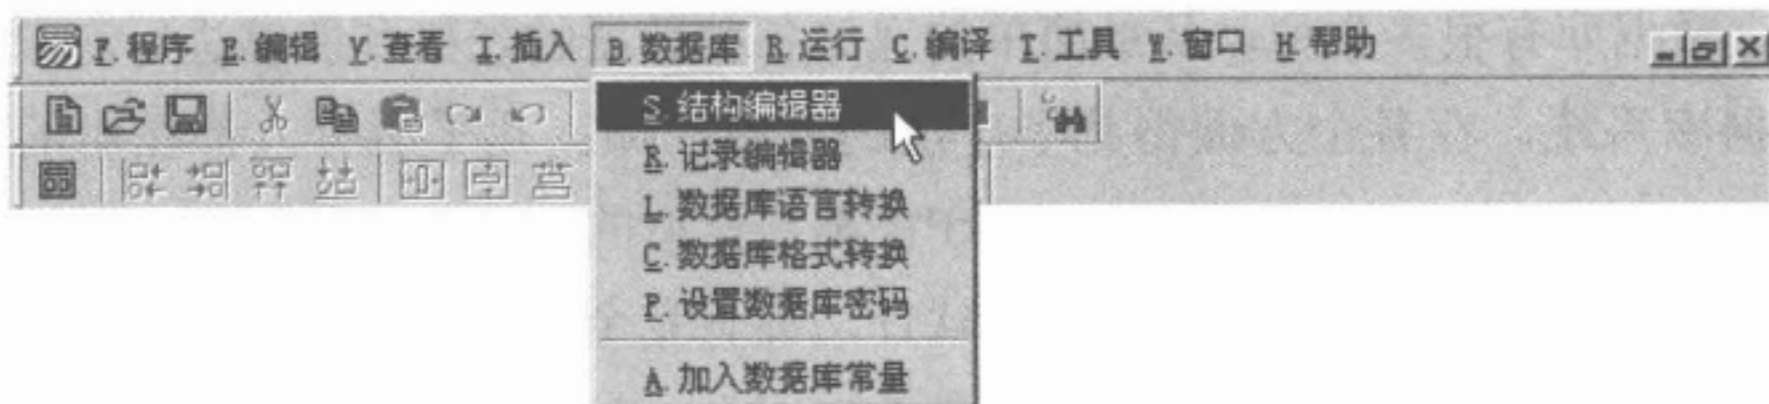 易 F.程序 E.编辑 V.查看 I.插入 B.数据库 R.运行 C.编译 T.工具 W.窗口 H.帮助
S.结构编辑器
R.记录编辑器
L.数据库语言转换
C.数据库格式转换
P.设置数据库密码
A.加入数据库常量